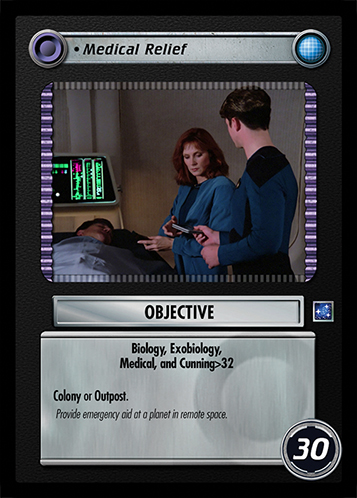 • Medical Relief
OBJECTIVE
Biology, Exobiology,
Medical, and Cunning>32
Colony or Outpost.
Provide emergency aid at a planet in remote space.
30